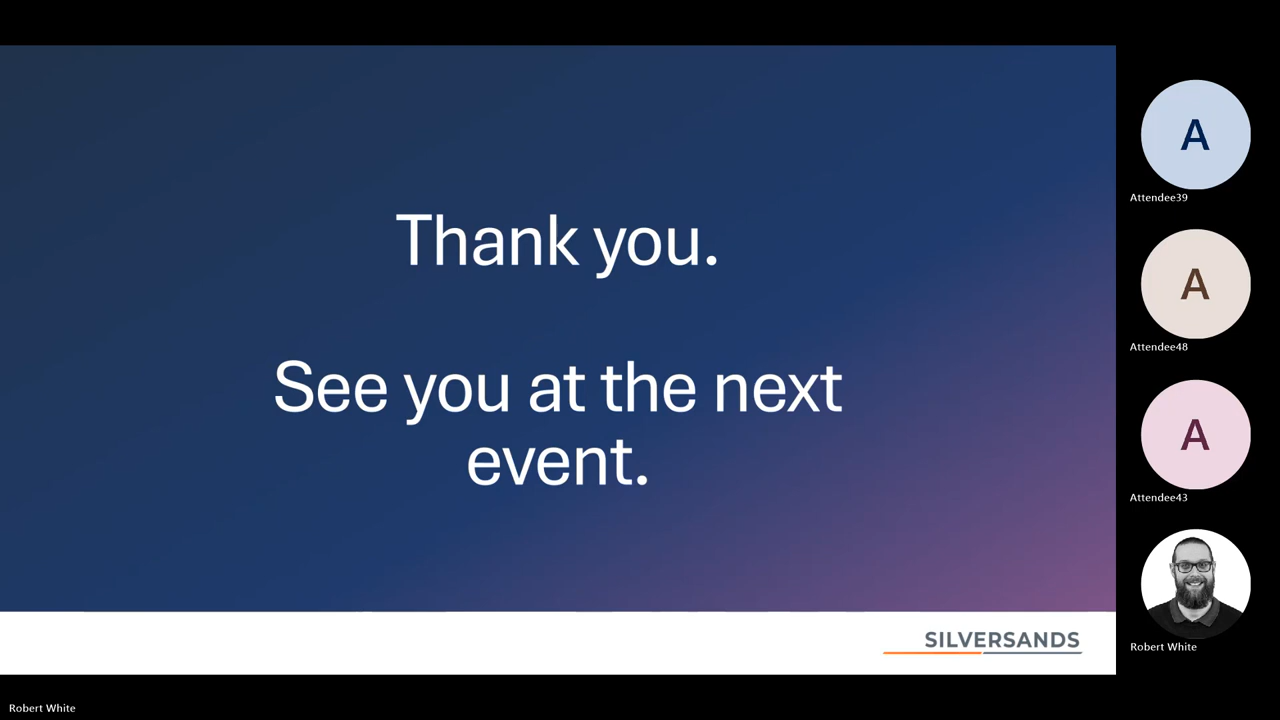 Thank you.
See you at the next
event.
SILVERSANDS
A
Attendee39
A
Attendee48
A
Attendee43
Robert White
Robert White